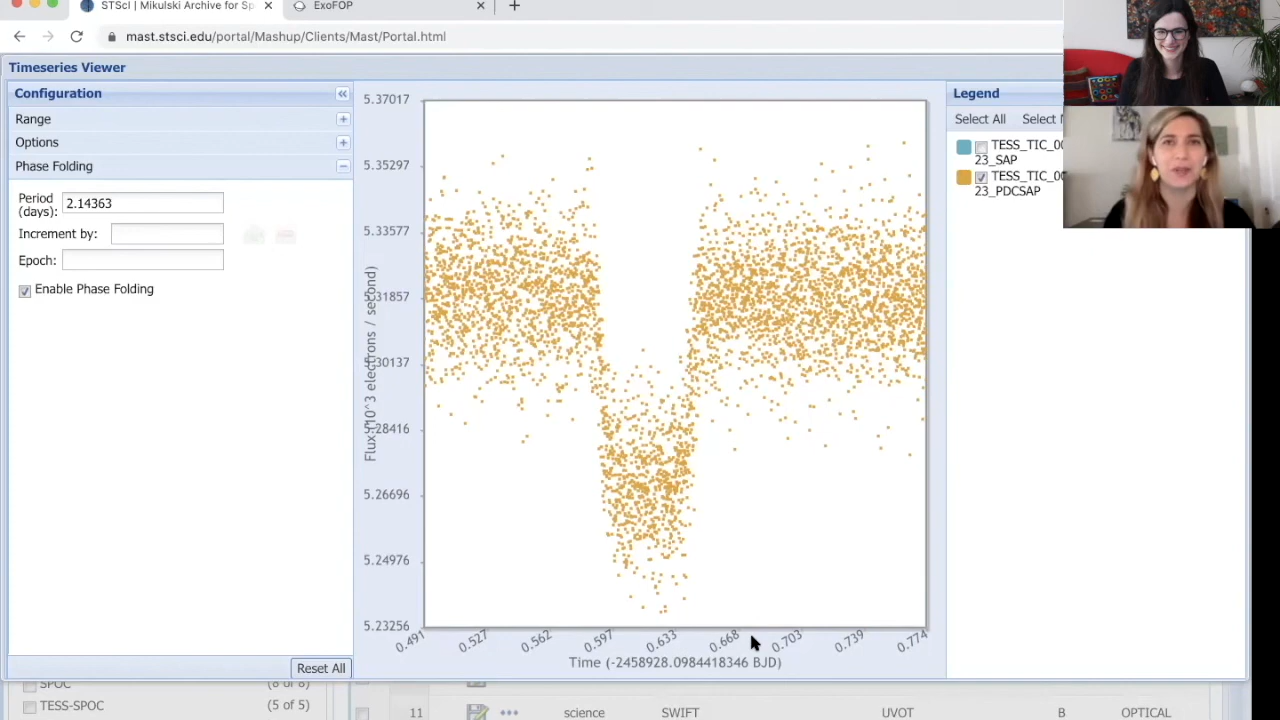 STScI | Mikulski Archive for Sp
ExoFOP
mast.stsci.edu/portal/Mashup/Clients/Mast/Portal.html
Timeseries Viewer
Configuration
Range
Options
Phase Folding
Period (days): 2.14363
Increment by:
Epoch:
Enable Phase Folding
Reset All
5.37017
5.35297
5.33577
5.31857
5.30137
5.28416
5.26696
5.24976
5.23256
Flux (10^3 electrons / second)
0.491 0.527 0.562 0.597 0.633 0.668 0.703 0.739 0.774
Time (-2458928.0984418346 BJD)
Legend
Select All
TESS_TIC_00
23_SAP
TESS_TIC_00
23_PDCSAP
SPOC (8 of 8)
TESS-SPOC (5 of 5)
11 science SWIFT UVOT B OPTICAL